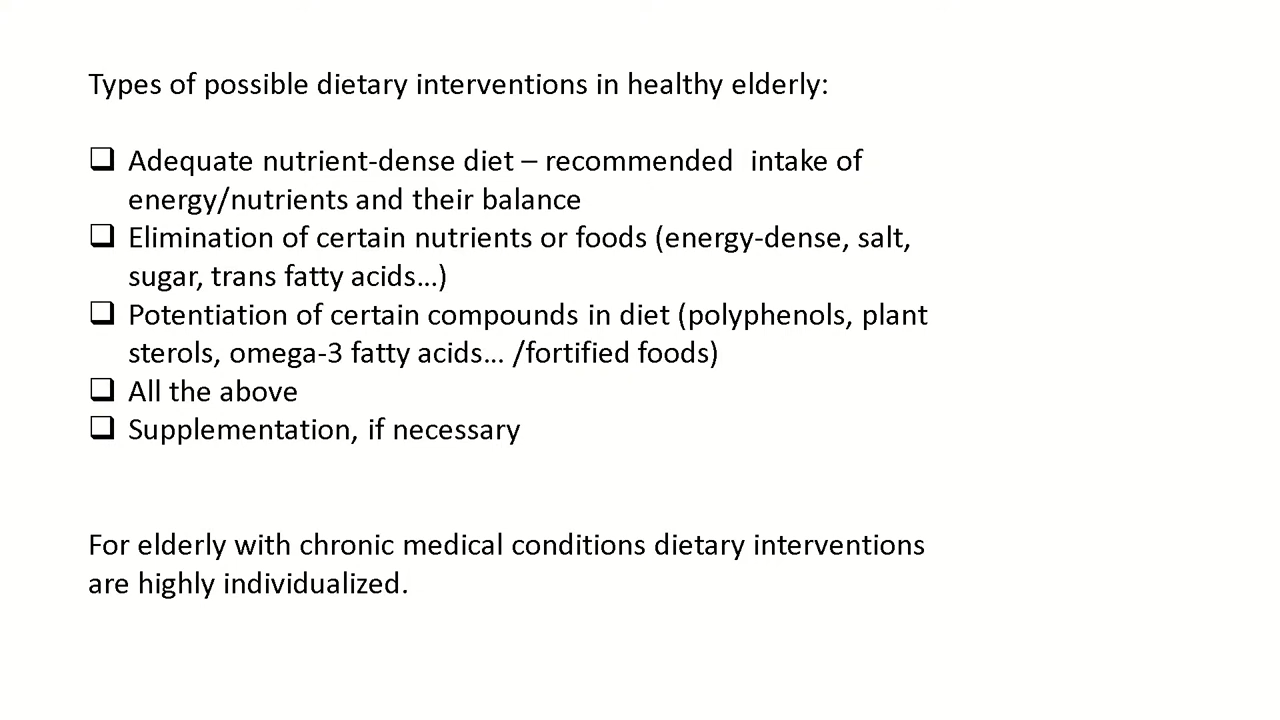 Types of possible dietary interventions in healthy elderly:
❑ Adequate nutrient-dense diet – recommended  intake of
energy/nutrients and their balance
❑ Elimination of certain nutrients or foods (energy-dense, salt,
sugar, trans fatty acids…)
❑ Potentiation of certain compounds in diet (polyphenols, plant
sterols, omega-3 fatty acids… /fortified foods)
❑ All the above
❑ Supplementation, if necessary
For elderly with chronic medical conditions dietary interventions
are highly individualized.